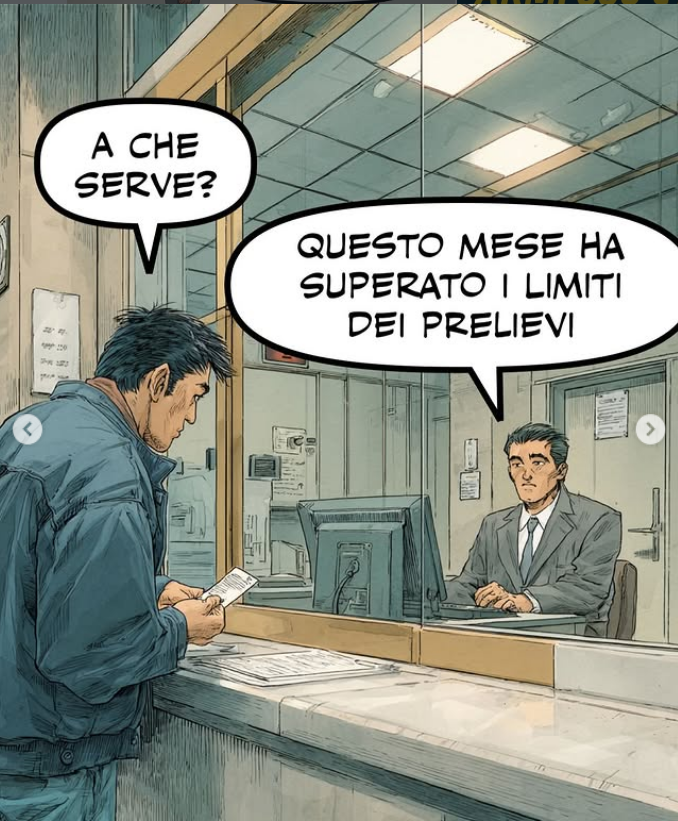 A CHE
SERVE?
QUESTO MESE HA
SUPERATO I LIMITI
DEI PRELIEVI